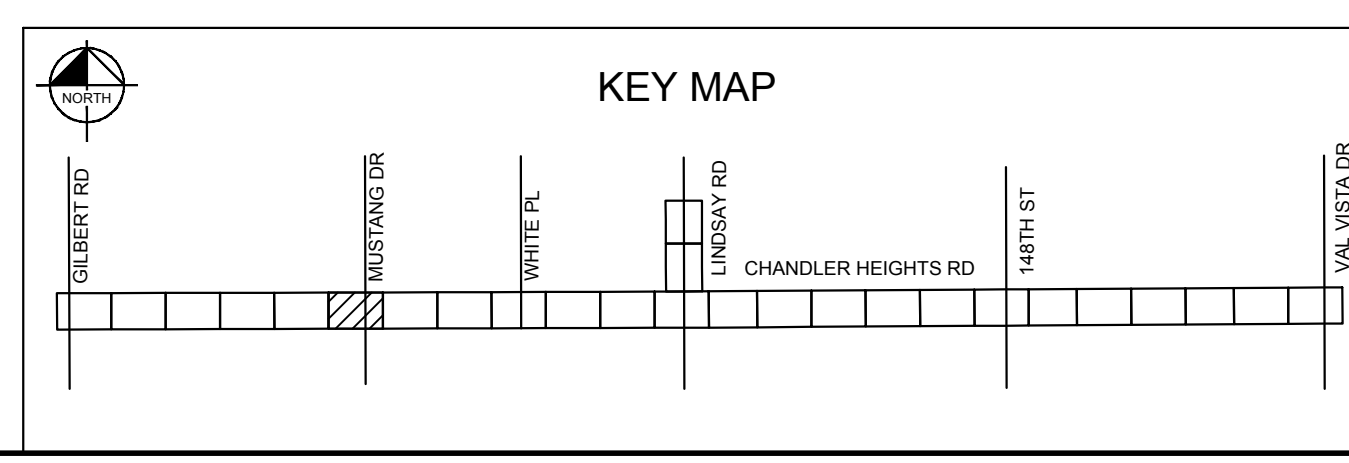 NORTH
KEY MAP
GILBERT RD
MUSTANG DR
WHITE PL
LINDSAY RD
CHANDLER HEIGHTS RD
148TH ST
VAL VISTA DR